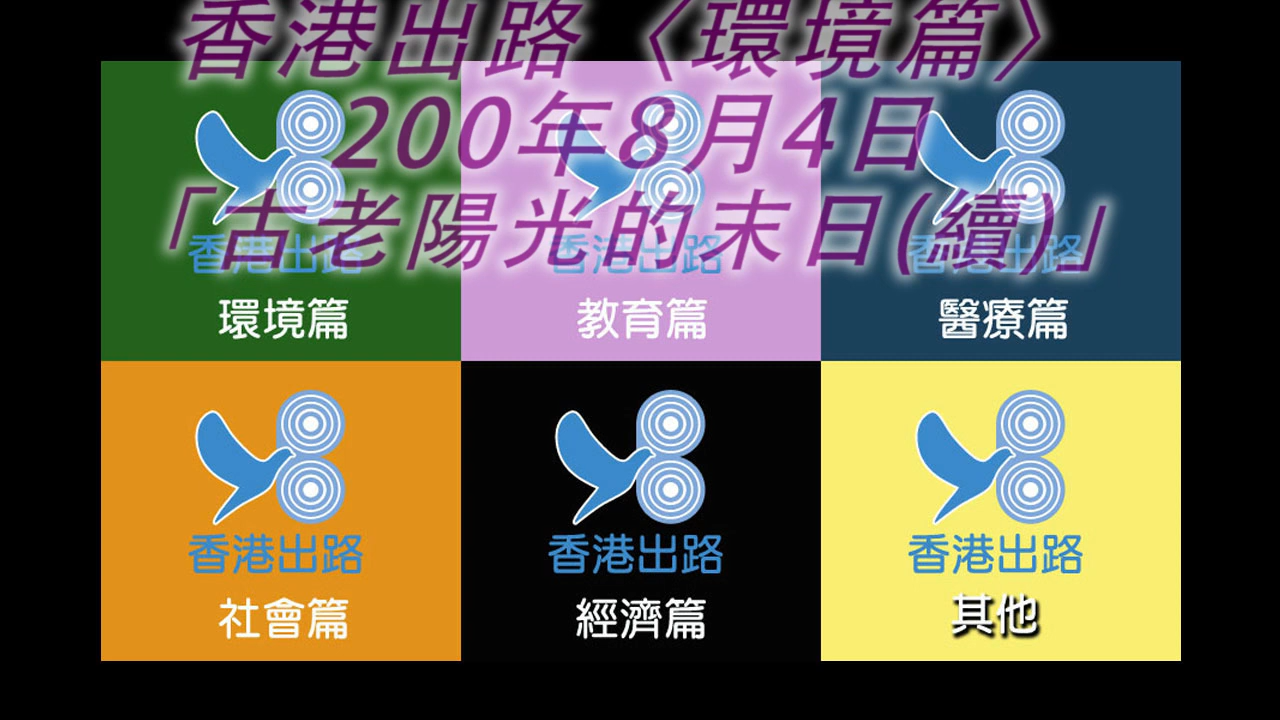 香港出路〈環境篇〉
200年8月4日
「古老陽光的末日(續)」
香港出路 香港出路 香港出路
環境篇 教育篇 醫療篇
香港出路 香港出路 香港出路
社會篇 經濟篇 其他